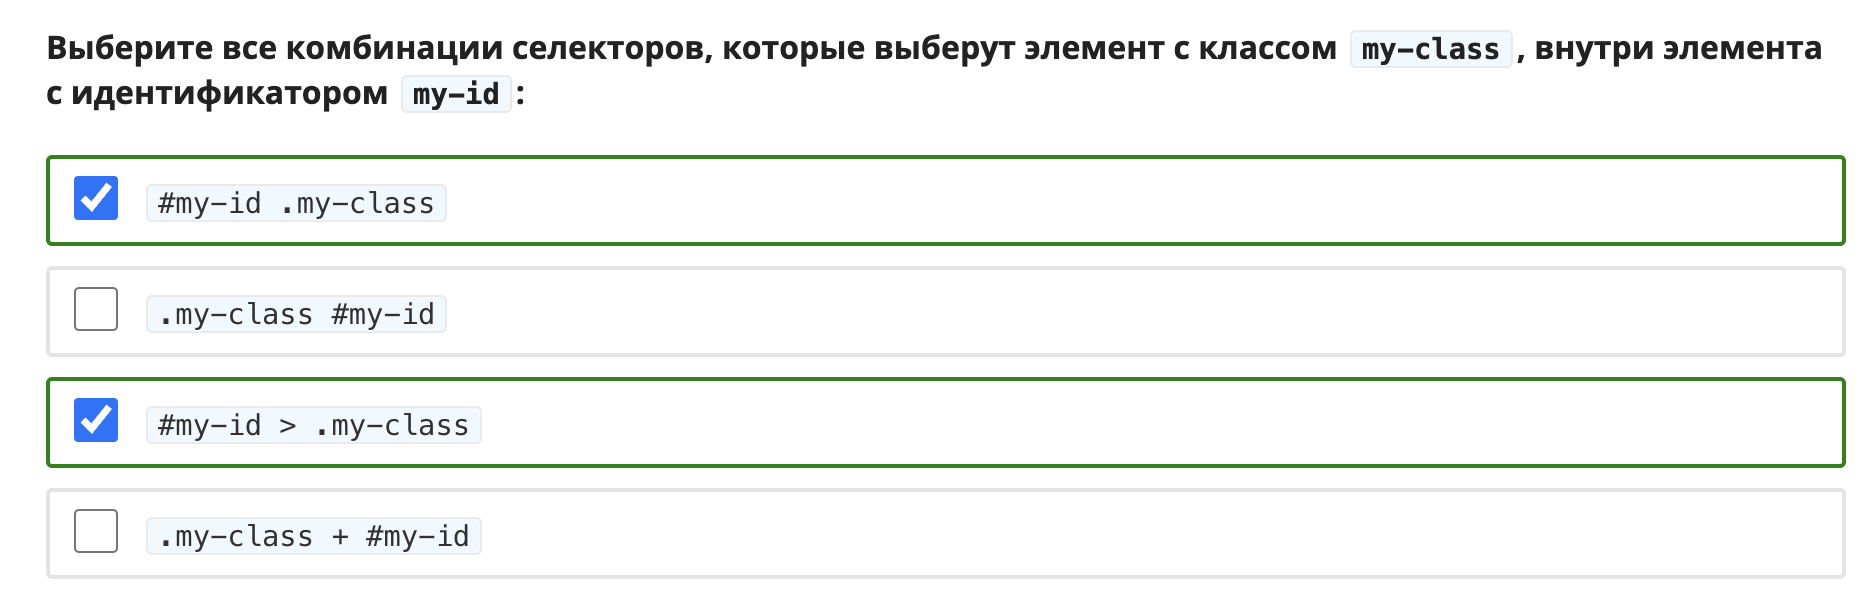 Выберите все комбинации селекторов, которые выберут элемент с классом my-class, внутри элемента
с идентификатором my-id:
#my-id .my-class
.my-class #my-id
#my-id > .my-class
.my-class + #my-id